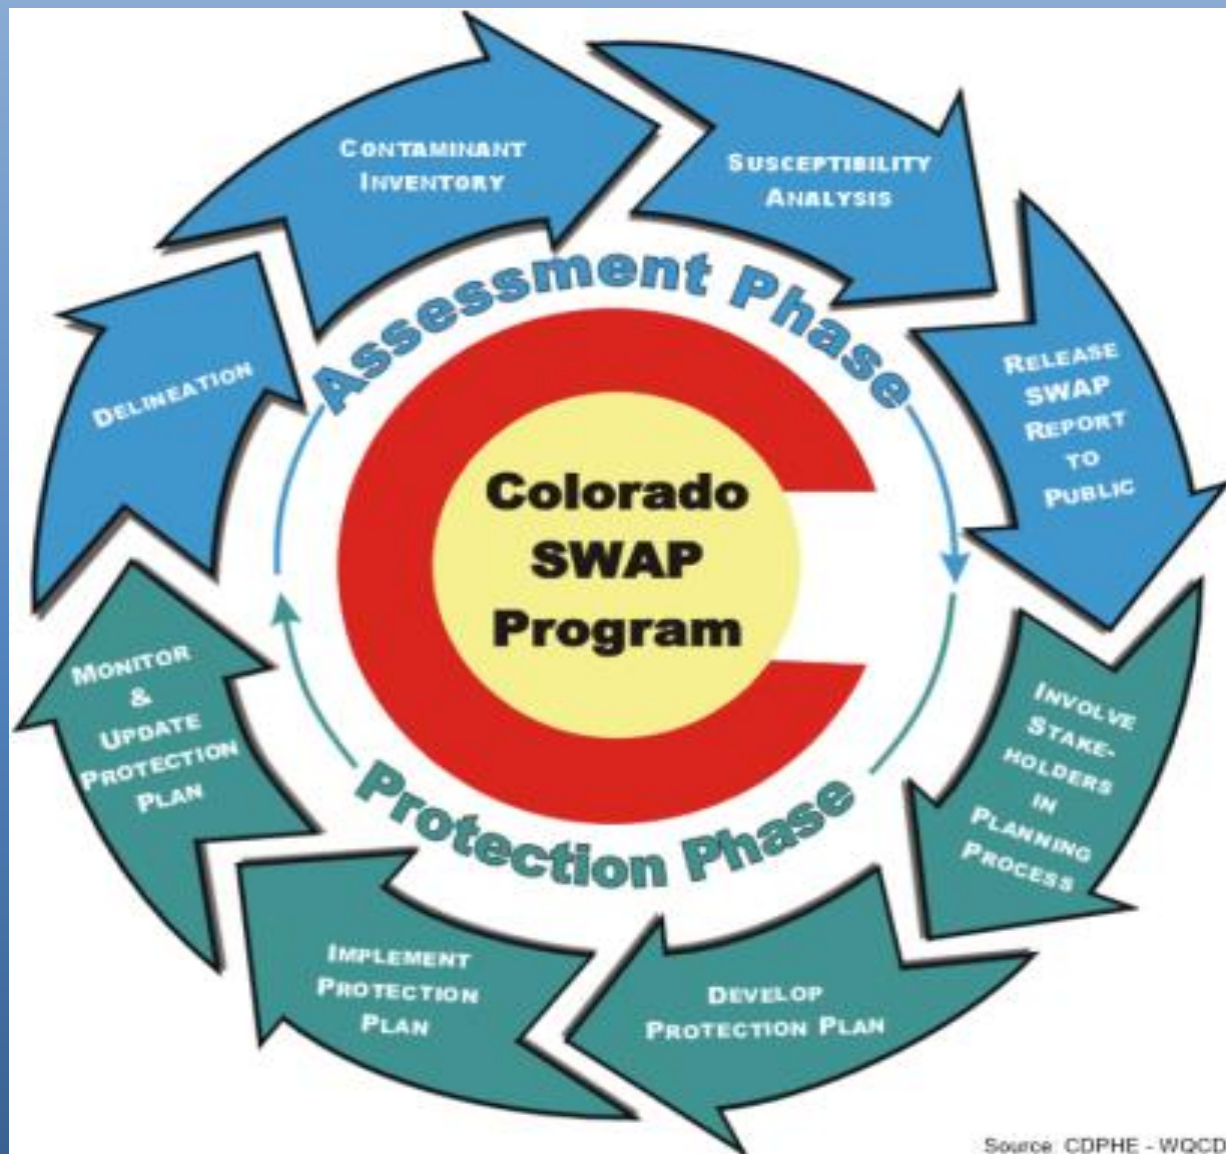 CONTAMINANT
INVENTORY
SUSCEPTIBILITY
ANALYSIS
RELEASE
SWAP
REPORT
TO
PUBLIC
INVOLVE
STAKE-
HOLDERS
IN
PLANNING
PROCESS
DEVELOP
PROTECTION PLAN
IMPLEMENT
PROTECTION
PLAN
MONITOR
&
UPDATE
PROTECTION
PLAN
DELINEATION
Assessment Phase
Colorado
SWAP
Program
Protection Phase
Source: CDPHE - WQCD